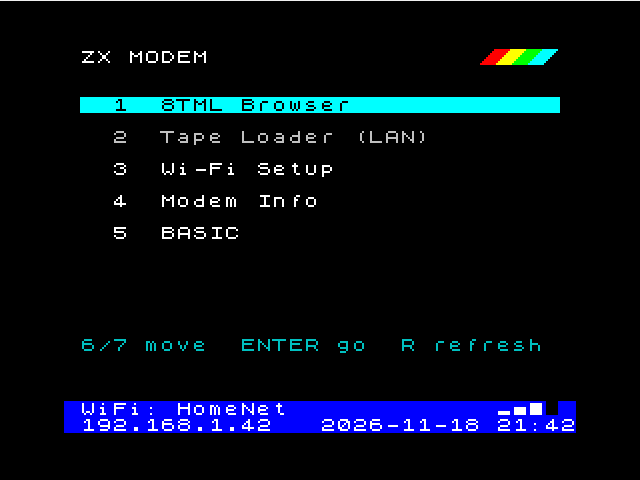 ZX MODEM
1 8TML Browser
2 Tape Loader (LAN)
3 Wi-Fi Setup
4 Modem Info
5 BASIC
6/7 move ENTER go R refresh
WiFi: HomeNet
192.168.1.42 2026-11-18 21:42